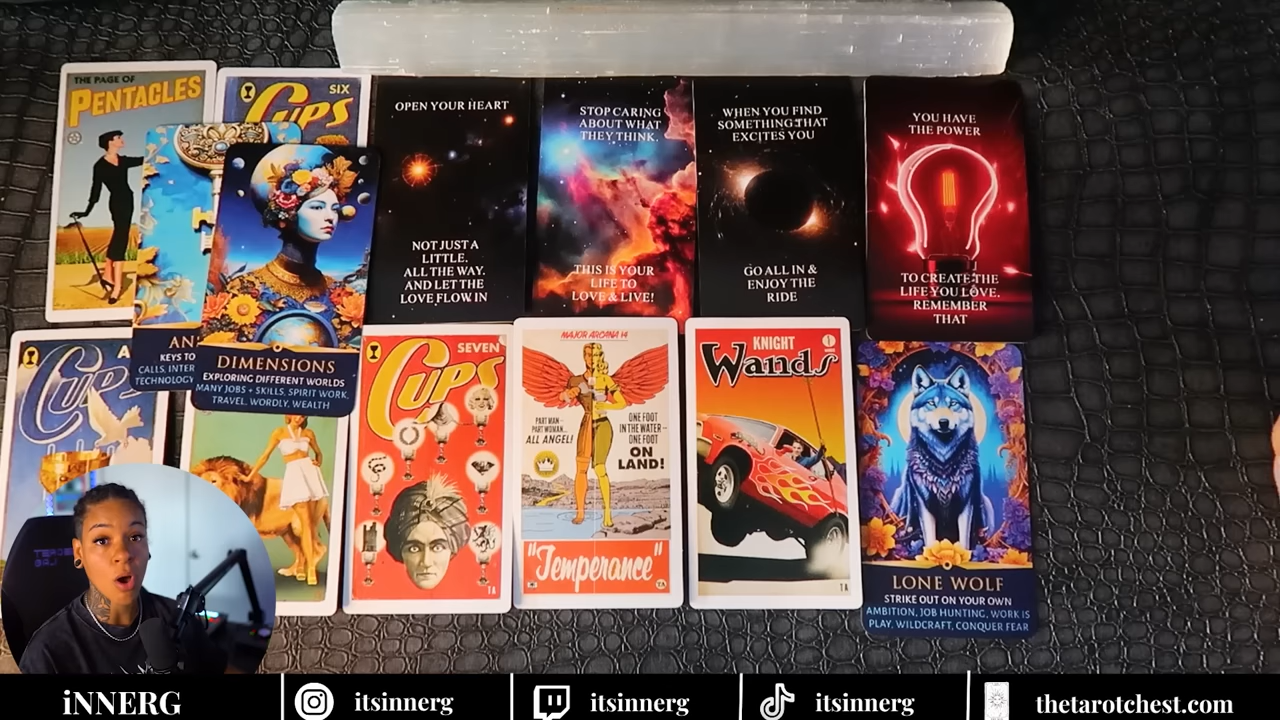 THE PAGE OF
PENTACLES
SIX
Cups
OPEN YOUR HEART
NOT JUST A
LITTLE.
ALL THE WAY.
AND LET THE
LOVE FLOW IN
STOP CARING
ABOUT WHAT
THEY THINK.
THIS IS YOUR
LIFE TO
LOVE & LIVE!
WHEN YOU FIND
SOMETHING THAT
EXCITES YOU
GO ALL IN &
ENJOY THE
RIDE
YOU HAVE
THE POWER
TO CREATE THE
LIFE YOU LOVE.
REMEMBER
THAT
KEYS TO
CALLS,
TECHNOLOGY
DIMENSIONS
EXPLORING DIFFERENT WORLDS
MANY JOBS + SKILLS, SPIRIT WORK,
TRAVEL, WORDLY, WEALTH
Cups
SEVEN
Cups
7A
MAJOR ARCANA 14
PART MAN–
PART WOMAN...
ALL ANGEL!
ONE FOOT
IN THE WATER–
ONE FOOT
ON
LAND!
"Temperance"
7A
KNIGHT
Wands
1A
LONE WOLF
STRIKE OUT ON YOUR OWN
AMBITION, JOB HUNTING, WORK IS
PLAY, WILDCRAFT, CONQUER FEAR
iNNERG
itsinnerg
itsinnerg
itsinnerg
thetarotchest.com